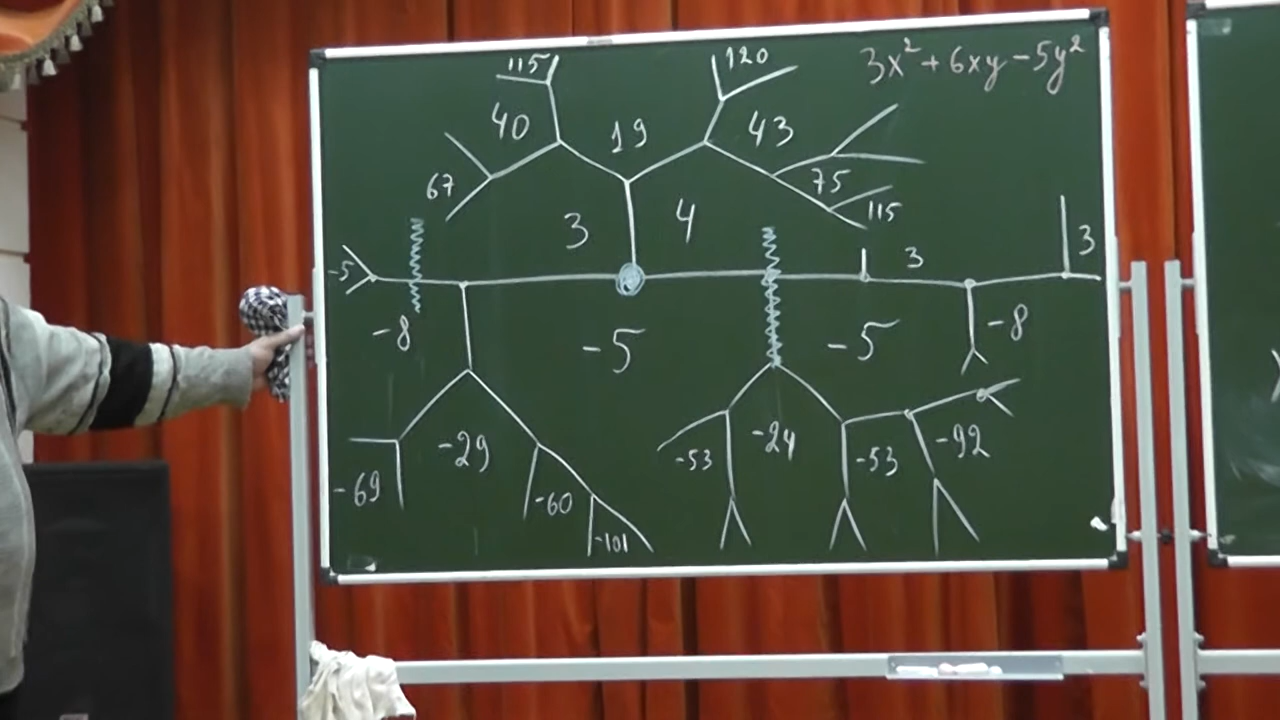 3x² + 6xy - 5y²
115 120
40 19 43
67 75
115
3 4
-5 3 3
-8 -5 -5 -8
-29 -53 -24 -53 -92
-69 -60
-101